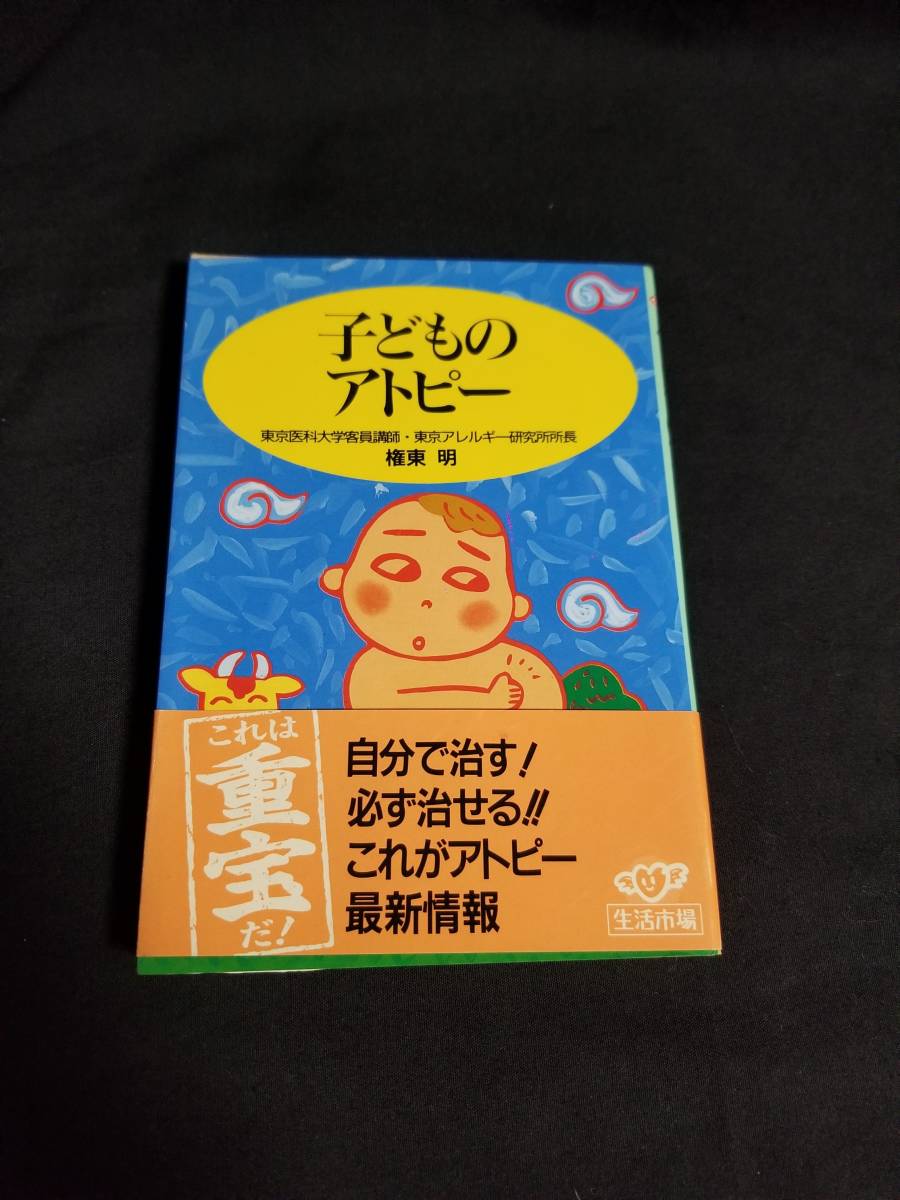 子どもの
アトピー
東京医科大学客員講師・東京アレルギー研究所所長
権東 明
これは
重宝
だ!
自分で治す!
必ず治せる!!
これがアトピー
最新情報
生活市場